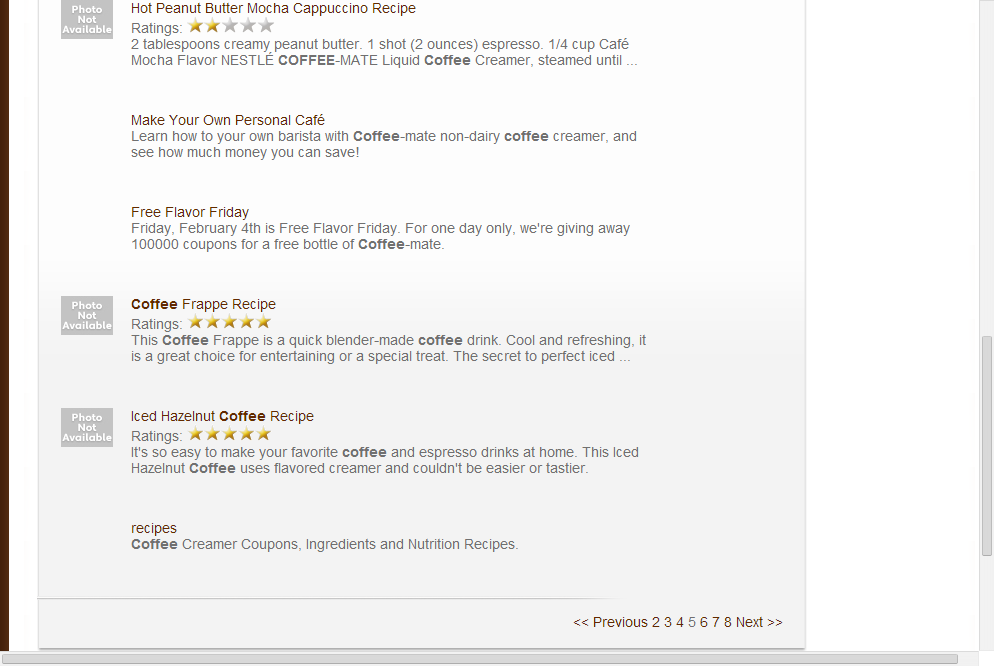 Photo
Not
Available
Hot Peanut Butter Mocha Cappuccino Recipe
Ratings:
2 tablespoons creamy peanut butter. 1 shot (2 ounces) espresso. 1/4 cup Café
Mocha Flavor NESTLÉ COFFEE-MATE Liquid Coffee Creamer, steamed until ...
Make Your Own Personal Café
Learn how to your own barista with Coffee-mate non-dairy coffee creamer, and
see how much money you can save!
Free Flavor Friday
Friday, February 4th is Free Flavor Friday. For one day only, we're giving away
100000 coupons for a free bottle of Coffee-mate.
Photo
Not
Available
Coffee Frappe Recipe
Ratings:
This Coffee Frappe is a quick blender-made coffee drink. Cool and refreshing, it
is a great choice for entertaining or a special treat. The secret to perfect iced ...
Photo
Not
Available
Iced Hazelnut Coffee Recipe
Ratings:
It's so easy to make your favorite coffee and espresso drinks at home. This Iced
Hazelnut Coffee uses flavored creamer and couldn't be easier or tastier.
recipes
Coffee Creamer Coupons, Ingredients and Nutrition Recipes.
<< Previous 2 3 4 5 6 7 8 Next >>